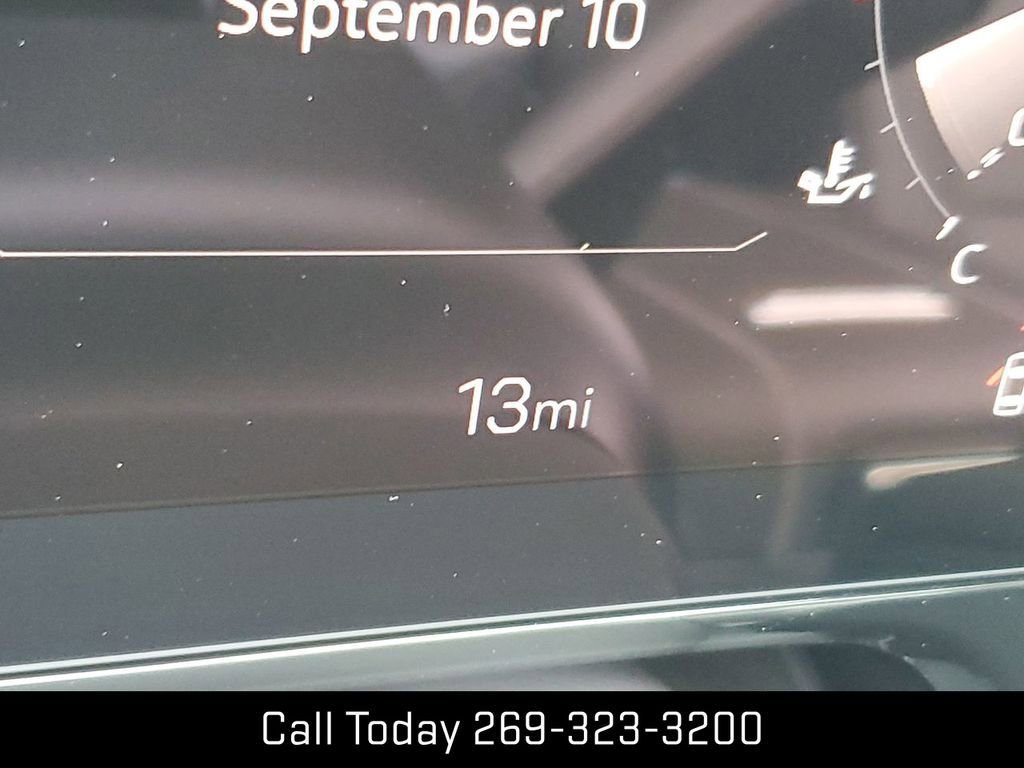 September 10
C
13mi
Call Today 269-323-3200